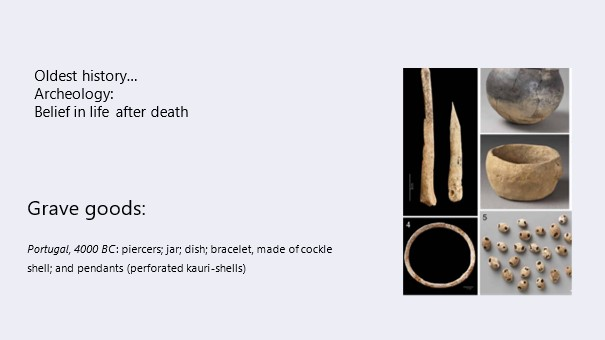 Oldest history...
Archeology:
Belief in life after death
Grave goods:
Portugal, 4000 BC: piercers; jar; dish; bracelet, made of cockle
shell; and pendants (perforated kauri-shells)
4
5